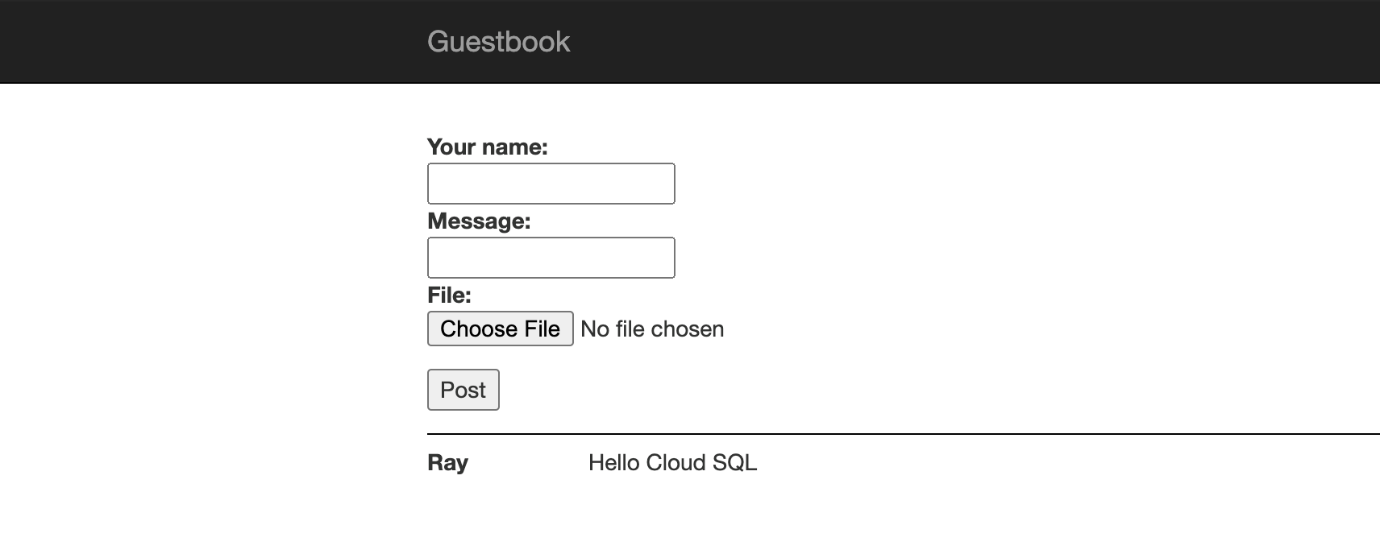 Guestbook
Your name:
Message:
File:
Choose File No file chosen
Post
Ray Hello Cloud SQL